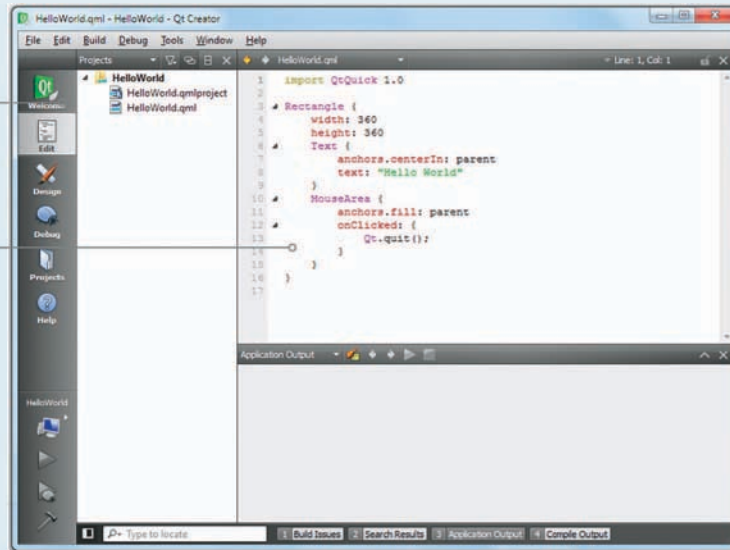 HelloWorld.qml - HelloWorld - Qt Creator
File Edit Build Debug Tools Window Help
Projects
HelloWorld.qml
Line: 1, Col: 1
Qt
Welcome
Edit
Design
Debug
Projects
Help
HelloWorld
HelloWorld
HelloWorld.qmlproject
HelloWorld.qml
1 import QtQuick 1.0
2
3 Rectangle {
4 width: 360
5 height: 360
6 Text {
7 anchors.centerIn: parent
8 text: "Hello World"
9 }
10 MouseArea {
11 anchors.fill: parent
12 onClicked: {
13 Qt.quit();
14 }
15 }
16 }
17
Application Output
Type to locate
1 Build Issues 2 Search Results 3 Application Output 4 Compile Output